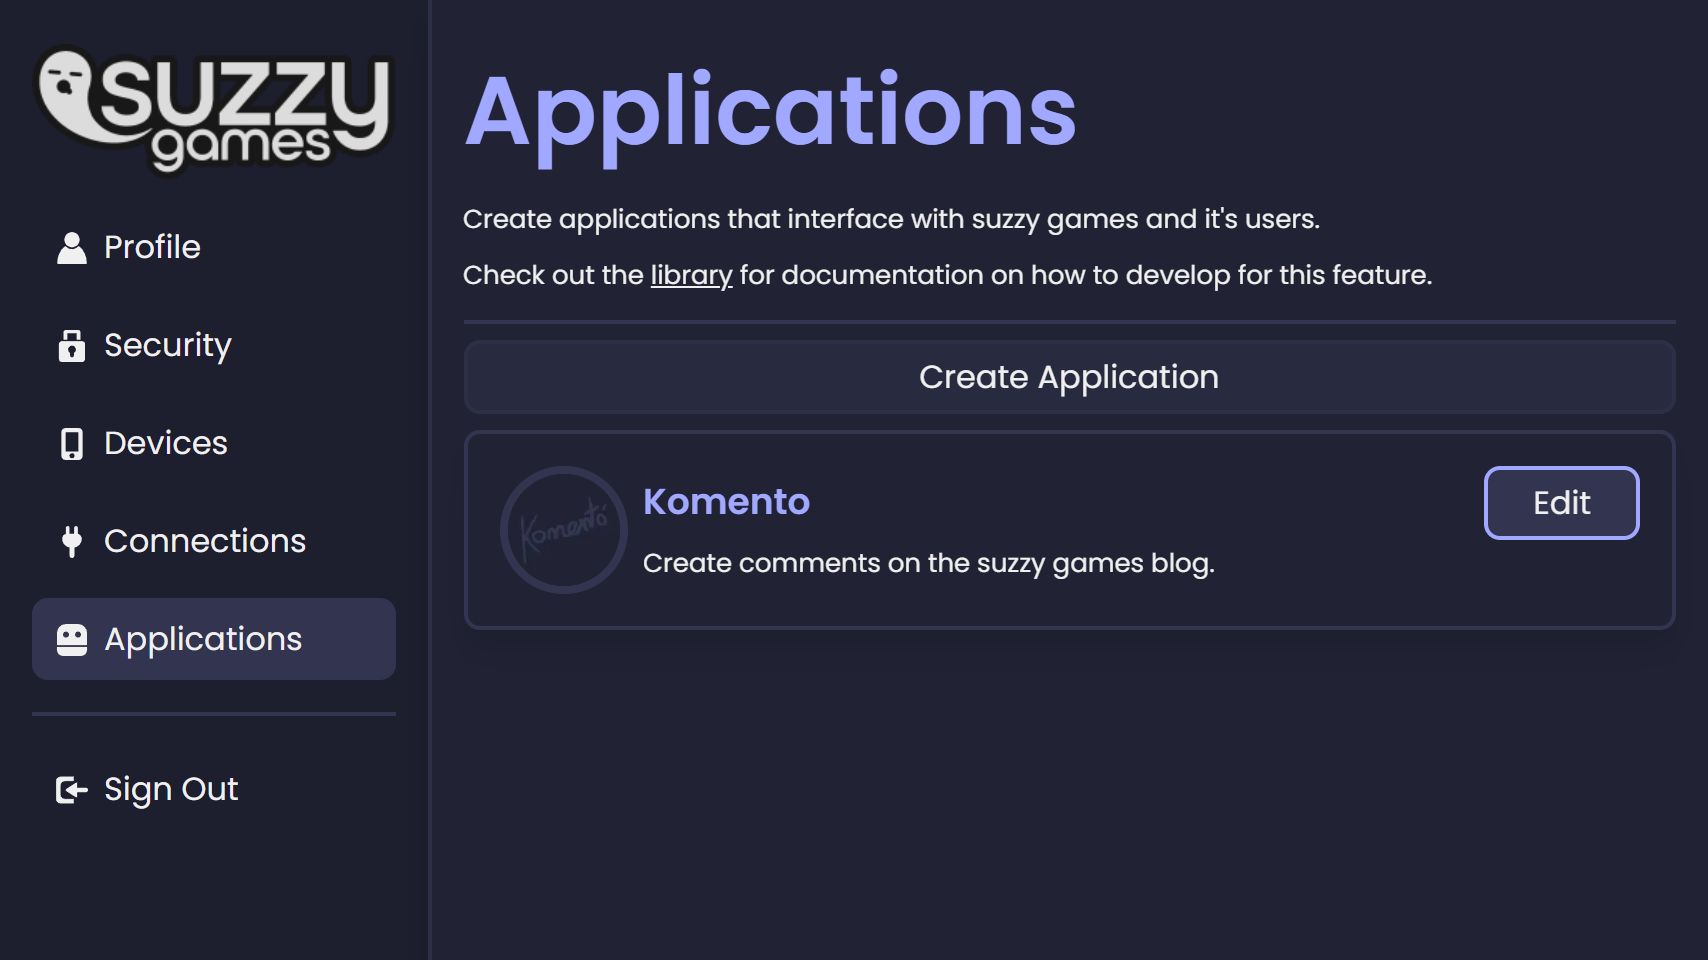 suzzy
games
Profile
Security
Devices
Connections
Applications
Sign Out
Applications
Create applications that interface with suzzy games and it's users.
Check out the library for documentation on how to develop for this feature.
Create Application
Komento
Komento
Create comments on the suzzy games blog.
Edit